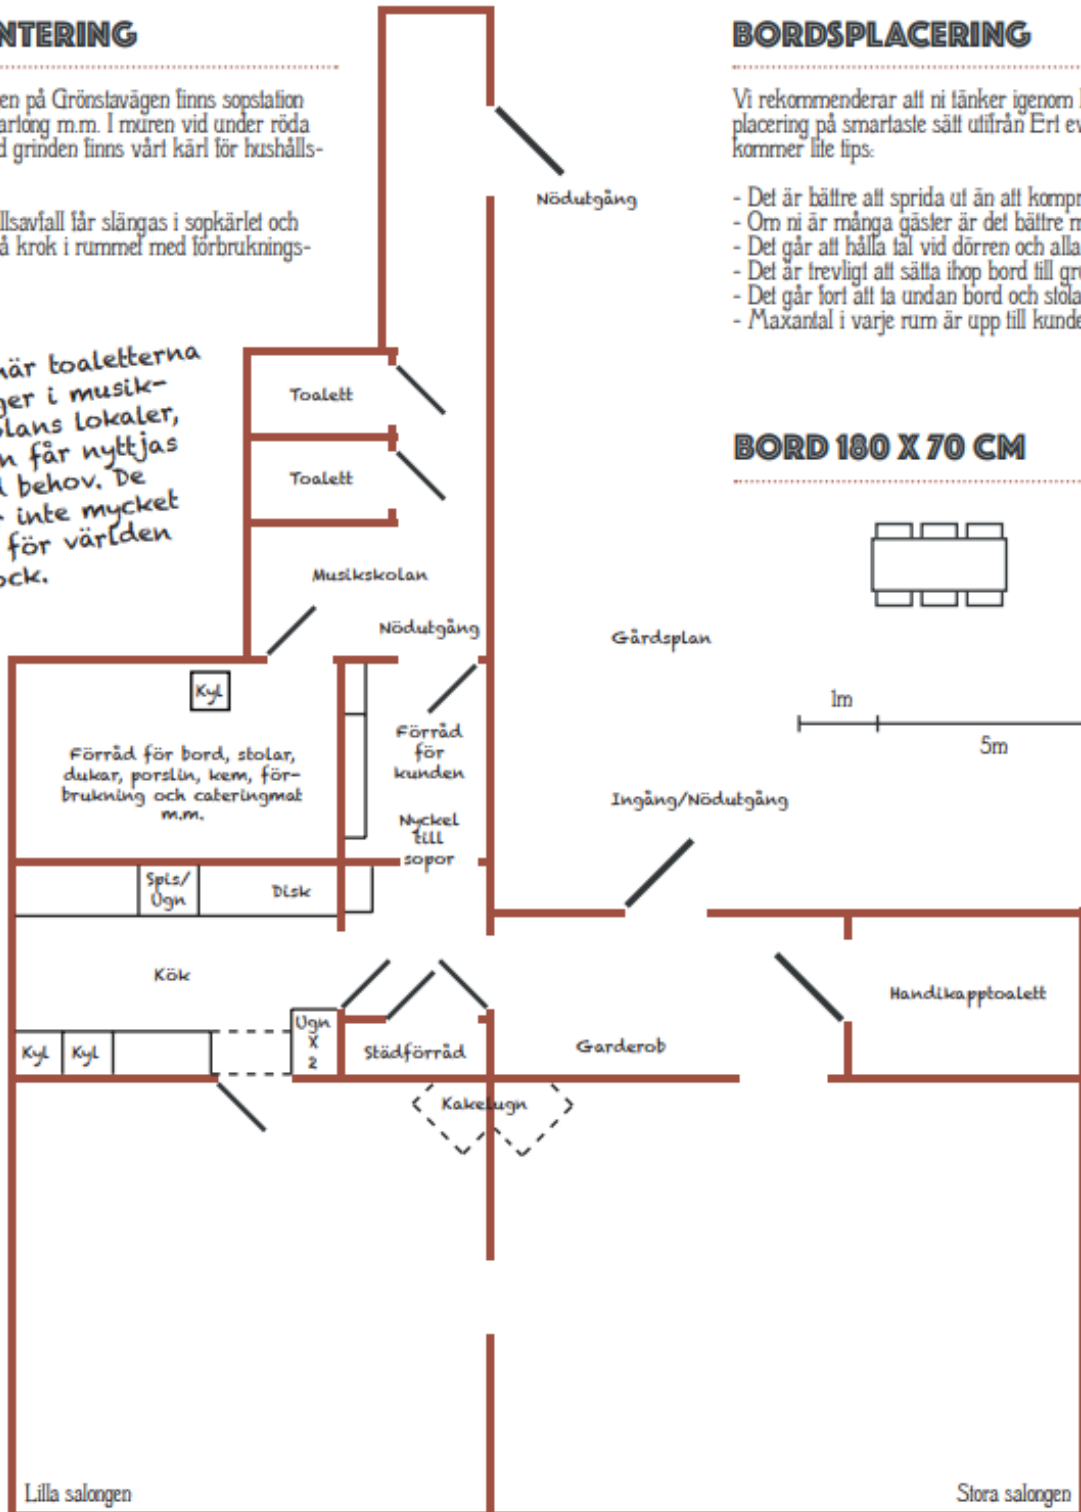 NTERING
en på Grönstavägen finns sopstation
artong m.m. I muren vid under röda
d grinden finns vårt kärl för hushålls-
llsavfall får slängas i sopkärlet och
å krok i rummet med förbruknings-
när toaletterna
ger i musik-
olans lokaler,
n får nyttjas
d behov. De
r inte mycket
för världen
ock.
BORDSPLACERING
Vi rekommenderar att ni tänker igenom
placering på smartaste sätt utifrån Ert ev
kommer lite tips:
- Det är bättre att sprida ut än att kompr
- Om ni är många gäster är det bättre m
- Det går att hålla tal vid dörren och alla
- Det är trevligt att sätta ihop bord till gr
- Det går fort att ta undan bord och stola
- Maxantal i varje rum är upp till kunde
BORD 180 X 70 CM
1m
5m
Nödutgång
Toalett
Toalett
Musikskolan
Nödutgång
Gårdsplan
Kyl
Förråd för bord, stolar,
dukar, porslin, kem, för-
brukning och cateringmat
m.m.
Förråd
för
kunden
Nyckel
till
sopor
Ingång/Nödutgång
Spis/
Ugn
Disk
Kök
Kyl
Kyl
Ugn
X
2
Städförråd
Garderob
Handikapptoalett
Kakelugn
Lilla salongen
Stora salongen